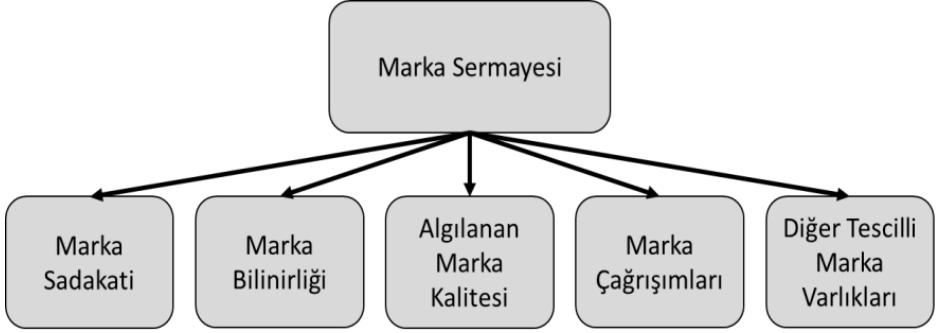 Marka Sermayesi
Marka
Sadakati
Marka
Bilinirliği
Algılanan
Marka
Kalitesi
Marka
Çağrışımları
Diğer Tescilli
Marka
Varlıkları